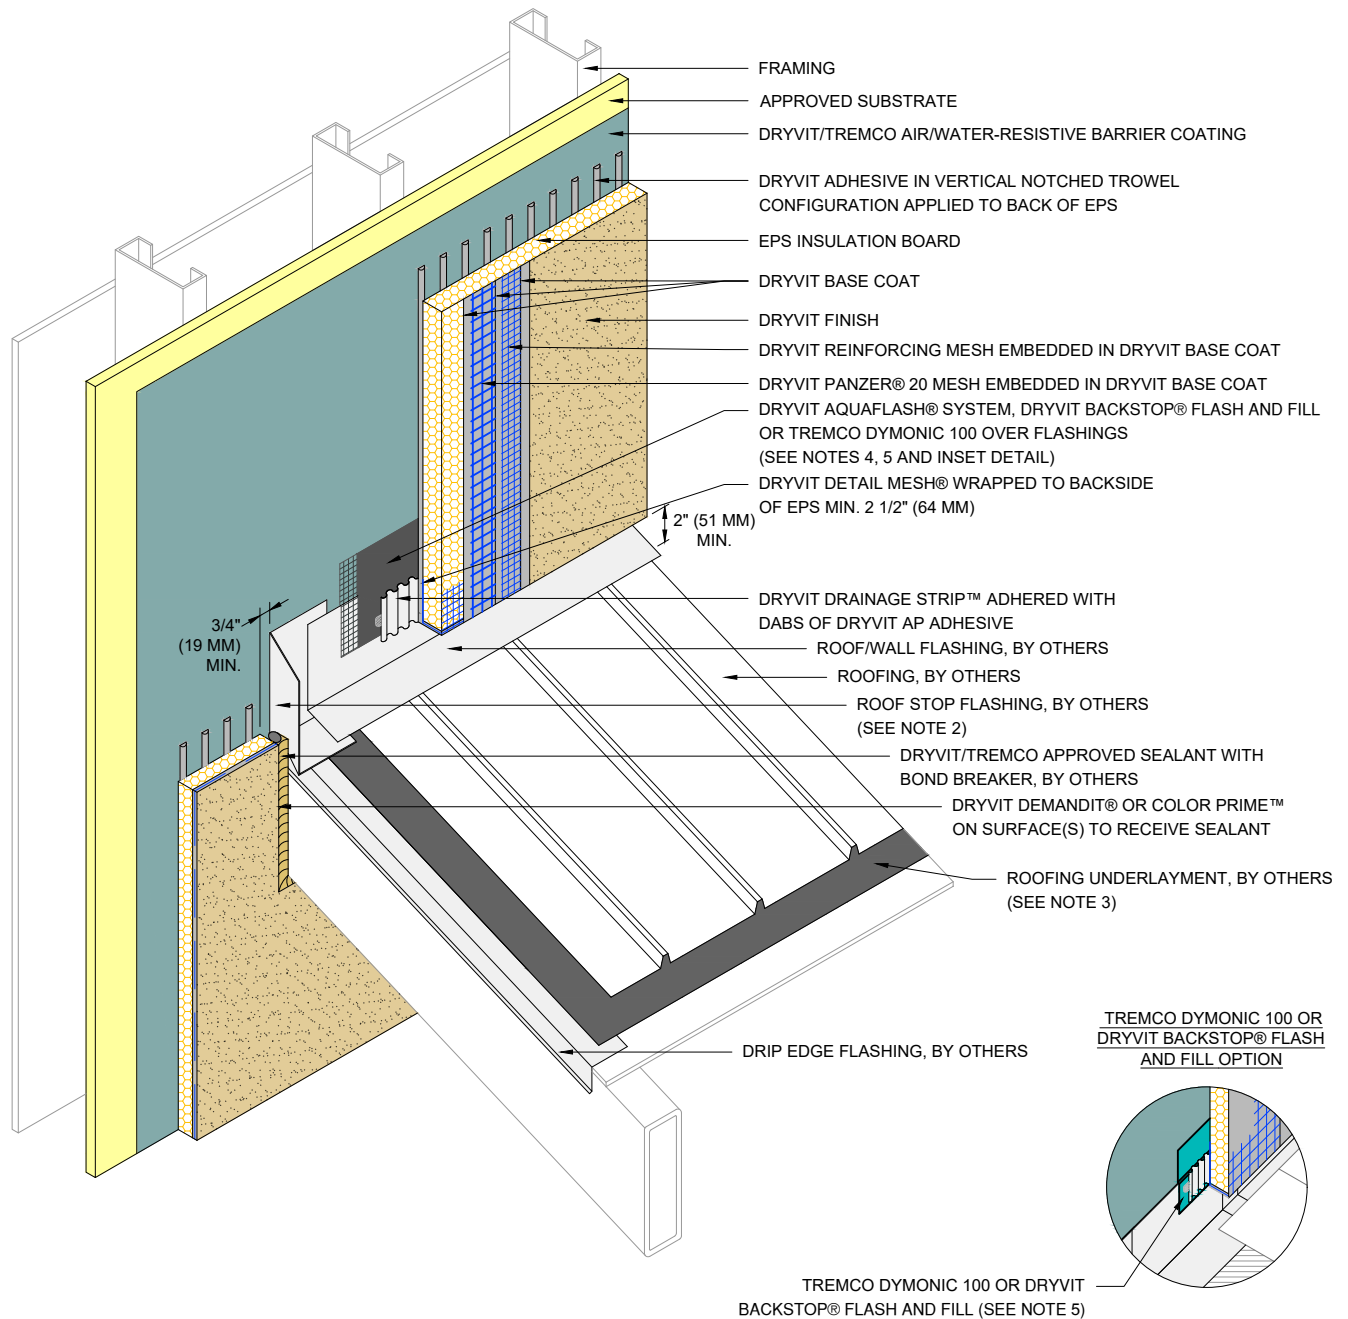 FRAMING
APPROVED SUBSTRATE
DRYVIT/TREMCO AIR/WATER-RESISTIVE BARRIER COATING
DRYVIT ADHESIVE IN VERTICAL NOTCHED TROWEL
CONFIGURATION APPLIED TO BACK OF EPS
EPS INSULATION BOARD
DRYVIT BASE COAT
DRYVIT FINISH
DRYVIT REINFORCING MESH EMBEDDED IN DRYVIT BASE COAT
DRYVIT PANZER® 20 MESH EMBEDDED IN DRYVIT BASE COAT
DRYVIT AQUAFLASH® SYSTEM, DRYVIT BACKSTOP® FLASH AND FILL
OR TREMCO DYMONIC 100 OVER FLASHINGS
(SEE NOTES 4, 5 AND INSET DETAIL)
DRYVIT DETAIL MESH® WRAPPED TO BACKSIDE
OF EPS MIN. 2 1/2" (64 MM)
2" (51 MM)
MIN.
DRYVIT DRAINAGE STRIP™ ADHERED WITH
DABS OF DRYVIT AP ADHESIVE
3/4"
(19 MM)
MIN.
ROOF/WALL FLASHING, BY OTHERS
ROOFING, BY OTHERS
ROOF STOP FLASHING, BY OTHERS
(SEE NOTE 2)
DRYVIT/TREMCO APPROVED SEALANT WITH
BOND BREAKER, BY OTHERS
DRYVIT DEMANDIT® OR COLOR PRIME™
ON SURFACE(S) TO RECEIVE SEALANT
ROOFING UNDERLAYMENT, BY OTHERS
(SEE NOTE 3)
DRIP EDGE FLASHING, BY OTHERS
TREMCO DYMONIC 100 OR
DRYVIT BACKSTOP® FLASH
AND FILL OPTION
TREMCO DYMONIC 100 OR DRYVIT
BACKSTOP® FLASH AND FILL (SEE NOTE 5)